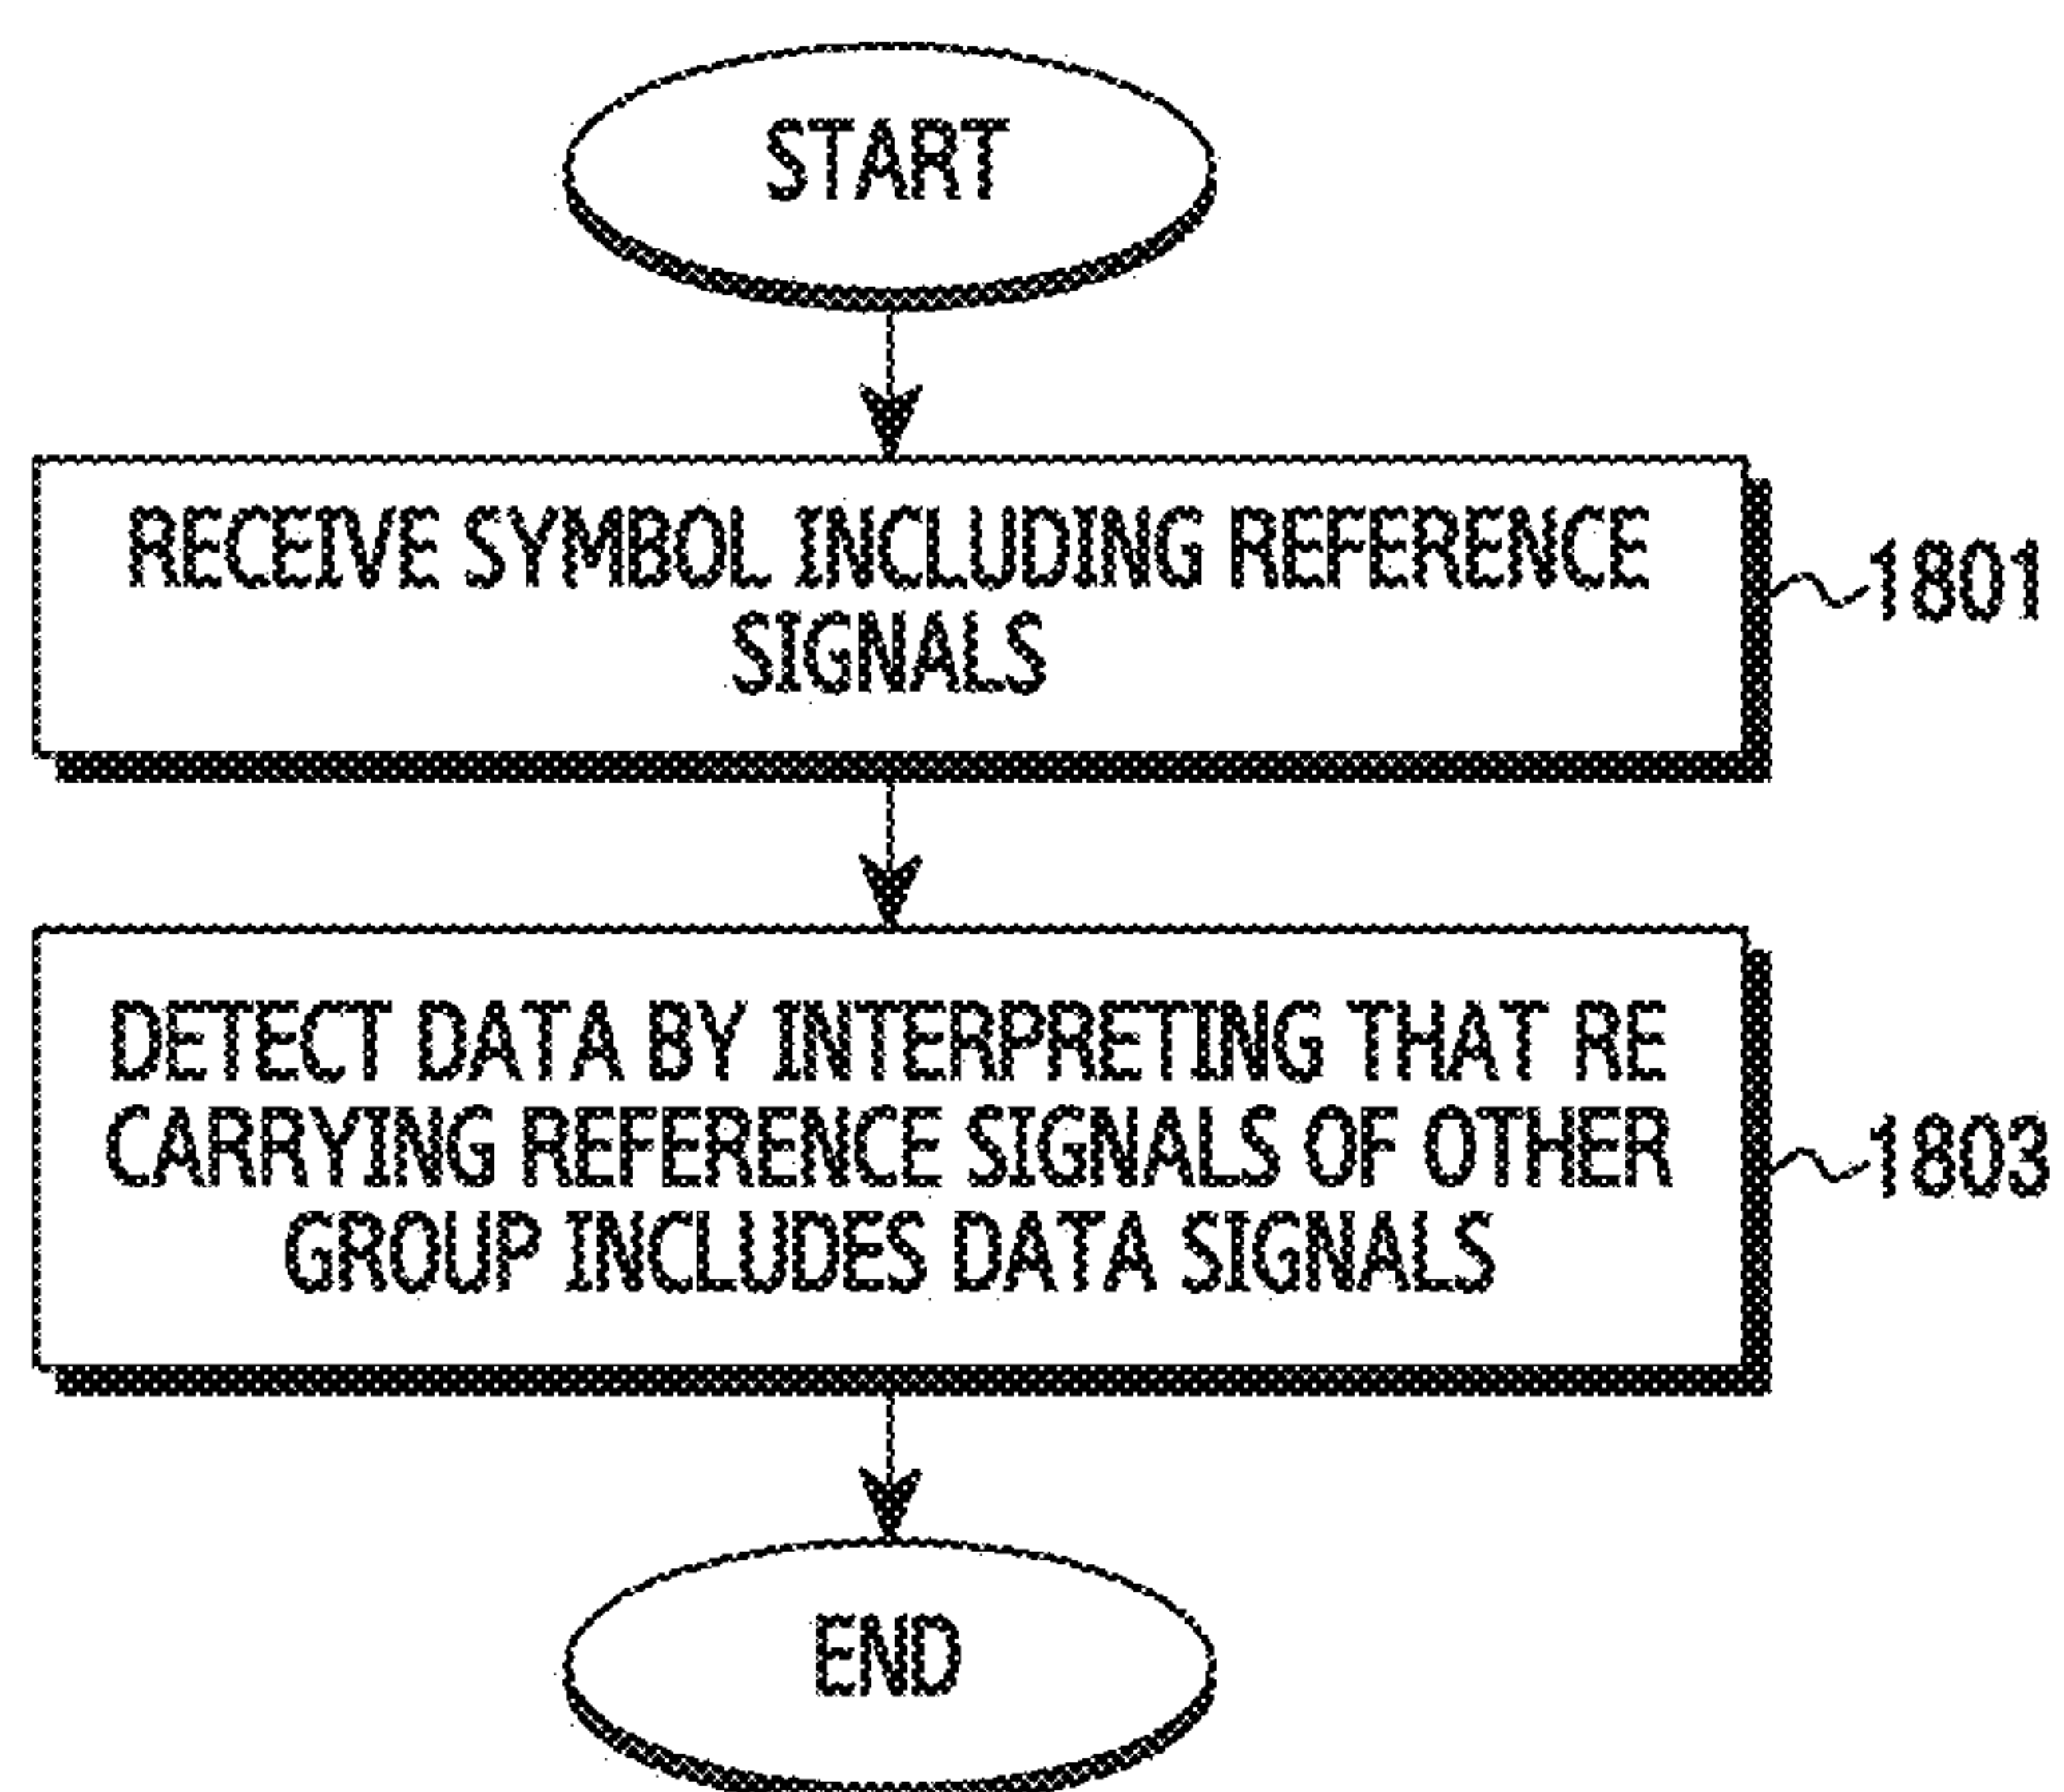 START
RECEIVE SYMBOL INCLUDING REFERENCE
SIGNALS
1801
DETECT DATA BY INTERPRETING THAT RE
CARRYING REFERENCE SIGNALS OF OTHER
GROUP INCLUDES DATA SIGNALS
1803
END